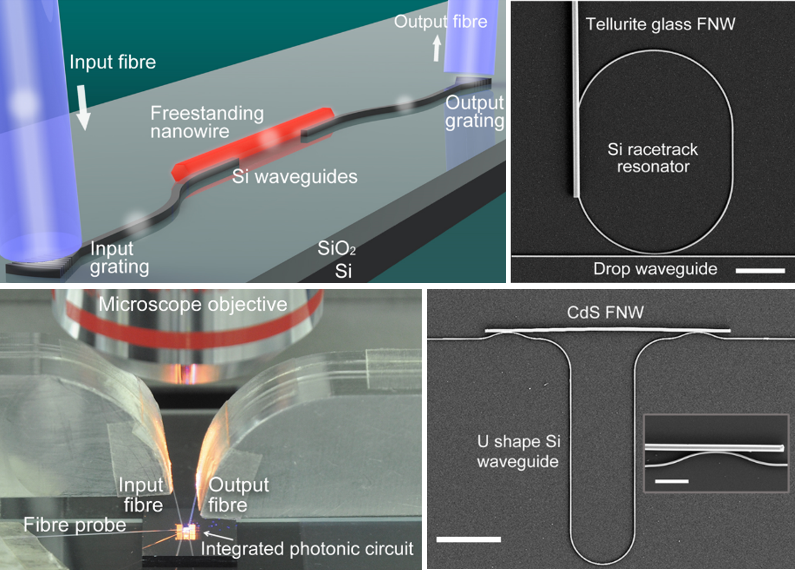 Input fibre
Output fibre
Freestanding
nanowire
Output
grating
Si waveguides
Input
grating
SiO₂
Si
Tellurite glass FNW
Si racetrack
resonator
Drop waveguide
Microscope objective
Input
fibre
Output
fibre
Fibre probe
Integrated photonic circuit
CdS FNW
U shape Si
waveguide